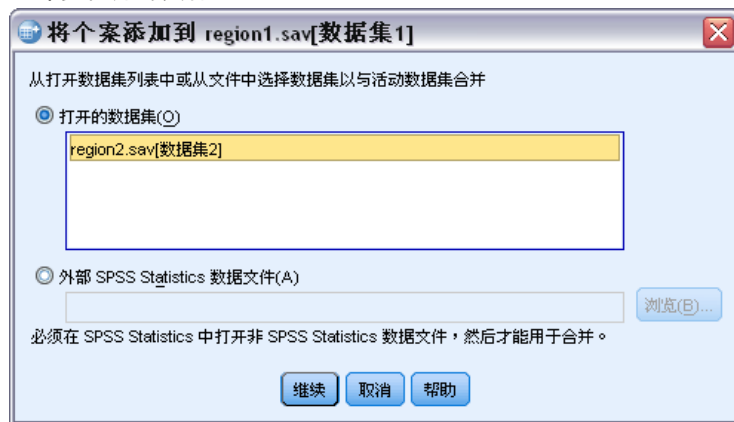 将个案添加到 region1.sav[数据集1]
从打开数据集列表中或从文件中选择数据集以与活动数据集合并
打开的数据集(O)
region2.sav[数据集2]
外部 SPSS Statistics 数据文件(A)
浏览(B)...
必须在 SPSS Statistics 中打开非 SPSS Statistics 数据文件，然后才能用于合并。
继续 取消 帮助